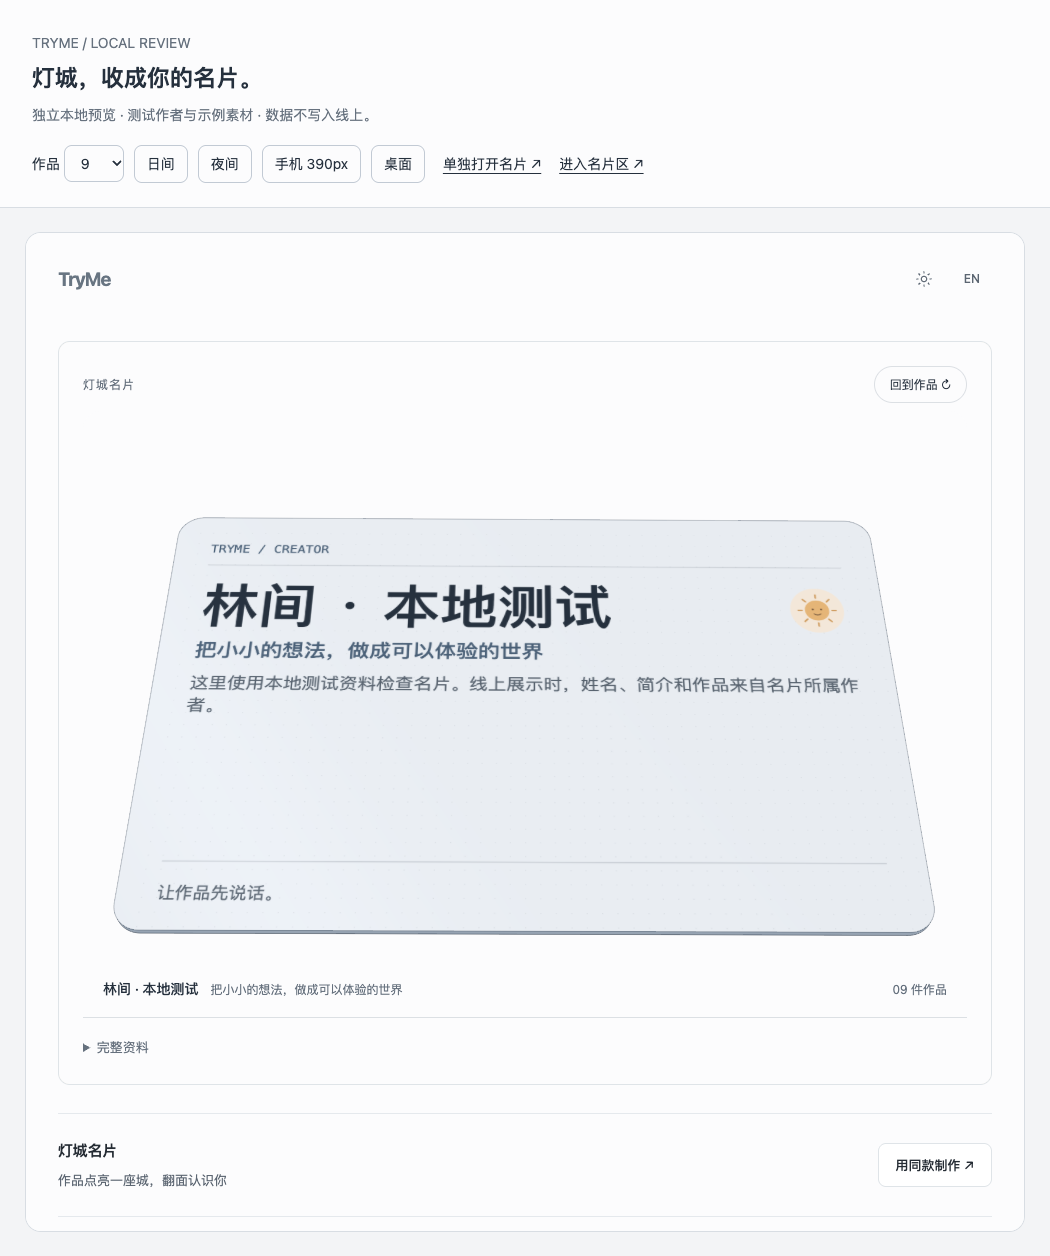 TRYME / LOCAL REVIEW
灯城，收成你的名片。
独立本地预览 · 测试作者与示例素材 · 数据不写入线上。
作品 9 日间 夜间 手机 390px 桌面 单独打开名片 ↗ 进入名片区 ↗
TryMe EN
灯城名片 回到作品 ↻
TRYME / CREATOR
林间 · 本地测试
把小小的想法，做成可以体验的世界
这里使用本地测试资料检查名片。线上展示时，姓名、简介和作品来自名片所属作
者。
让作品先说话。
林间 · 本地测试 把小小的想法，做成可以体验的世界 09 件作品
▶ 完整资料
灯城名片
作品点亮一座城，翻面认识你
用同款制作 ↗